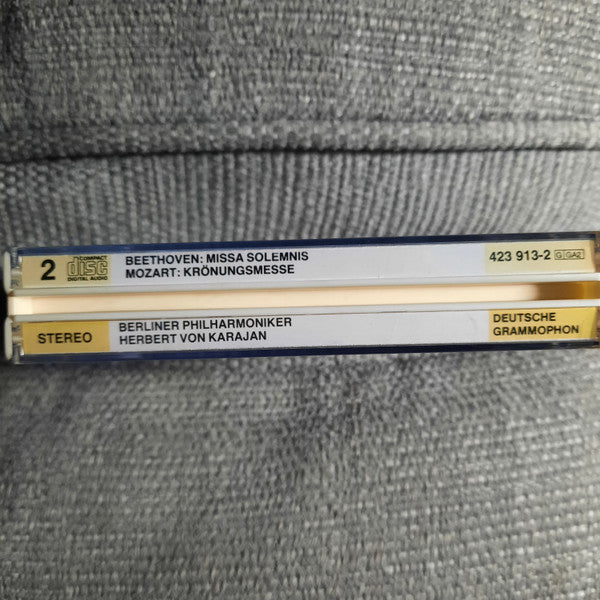 2
COMPACT
disc
DIGITAL AUDIO
BEETHOVEN: MISSA SOLEMNIS
MOZART: KRÖNUNGSMESSE
423 913-2 G GA2
STEREO
BERLINER PHILHARMONIKER
HERBERT VON KARAJAN
DEUTSCHE
GRAMMOPHON